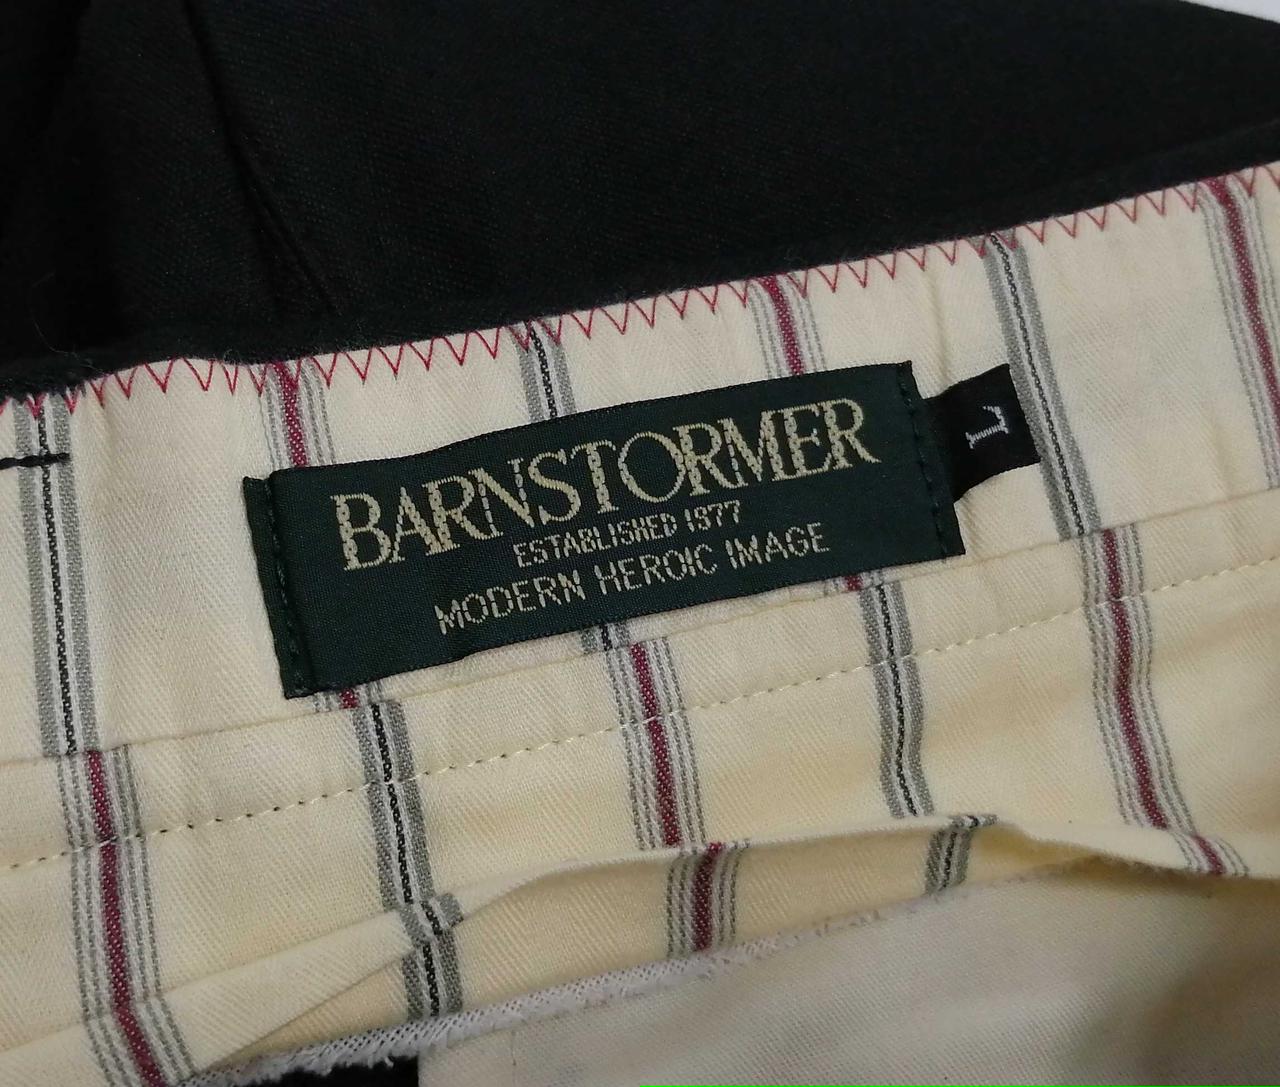 BARNSTORMER
ESTABLISHED 1977
MODERN HEROIC IMAGE
L